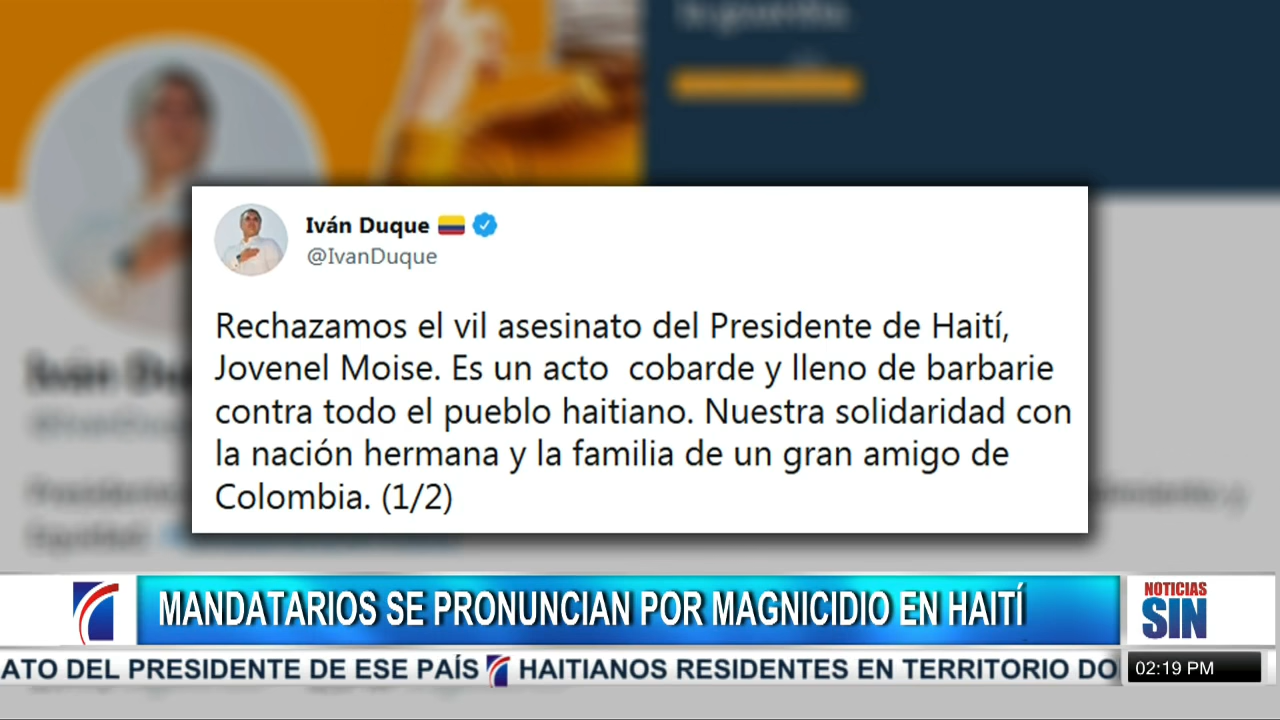 Iván Duque
@IvanDuque
Rechazamos el vil asesinato del Presidente de Haití,
Jovenel Moise. Es un acto cobarde y lleno de barbarie
contra todo el pueblo haitiano. Nuestra solidaridad con
la nación hermana y la familia de un gran amigo de
Colombia. (1/2)
MANDATARIOS SE PRONUNCIAN POR MAGNICIDIO EN HAITÍ
NOTICIAS
SIN
ATO DEL PRESIDENTE DE ESE PAÍS HAITIANOS RESIDENTES EN TERRITORIO DO
02:19 PM